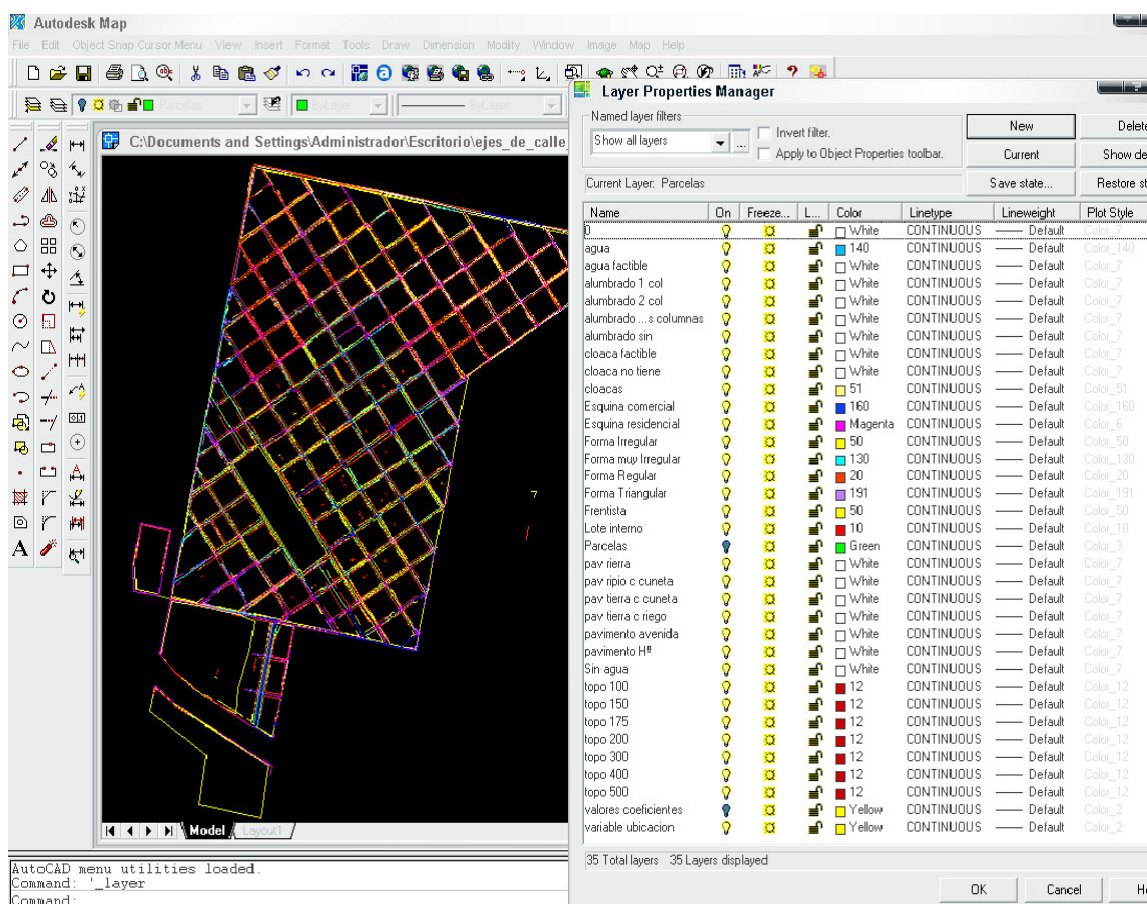 Autodesk Map
File Edit Object Snap Cursor Menu View Insert Format Tools Draw Dimension Modify Window Image Map Help
Parcelas ByLayer ByLayer
C:\Documents and Settings\Administrador\Escritorio\ejes_de_calle_
Model Layout1
AutoCAD menu utilities loaded.
Command: '_layer
Command:
Layer Properties Manager
Named layer filters
Show all layers ...
Invert filter.
Apply to Object Properties toolbar.
New Delete
Current Show de
Current Layer: Parcelas
Save state... Restore st
Name On Freeze... L... Color Linetype Lineweight Plot Style
0 White CONTINUOUS Default Color_7
agua 140 CONTINUOUS Default Color_140
agua factible White CONTINUOUS Default Color_7
alumbrado 1 col White CONTINUOUS Default Color_7
alumbrado 2 col White CONTINUOUS Default Color_7
alumbrado ... s columnas White CONTINUOUS Default Color_7
alumbrado sin White CONTINUOUS Default Color_7
cloaca factible White CONTINUOUS Default Color_7
cloaca no tiene White CONTINUOUS Default Color_7
cloacas 51 CONTINUOUS Default Color_51
Esquina comercial 160 CONTINUOUS Default Color_160
Esquina residencial Magenta CONTINUOUS Default Color_6
Forma Irregular 50 CONTINUOUS Default Color_50
Forma muy Irregular 130 CONTINUOUS Default Color_130
Forma Regular 20 CONTINUOUS Default Color_20
Forma Triangular 191 CONTINUOUS Default Color_191
Frentista 50 CONTINUOUS Default Color_50
Lote interno 10 CONTINUOUS Default Color_10
Parcelas Green CONTINUOUS Default Color_3
pav rierra White CONTINUOUS Default Color_7
pav ripio c cuneta White CONTINUOUS Default Color_7
pav tierra c cuneta White CONTINUOUS Default Color_7
pav tierra c riego White CONTINUOUS Default Color_7
pavimento avenida White CONTINUOUS Default Color_7
pavimento Hº White CONTINUOUS Default Color_7
Sin agua White CONTINUOUS Default Color_7
topo 100 12 CONTINUOUS Default Color_12
topo 150 12 CONTINUOUS Default Color_12
topo 175 12 CONTINUOUS Default Color_12
topo 200 12 CONTINUOUS Default Color_12
topo 300 12 CONTINUOUS Default Color_12
topo 400 12 CONTINUOUS Default Color_12
topo 500 12 CONTINUOUS Default Color_12
valores coeficientes Yellow CONTINUOUS Default Color_2
variable ubicacion Yellow CONTINUOUS Default Color_2
35 Total layers 35 Layers displayed
OK Cancel He